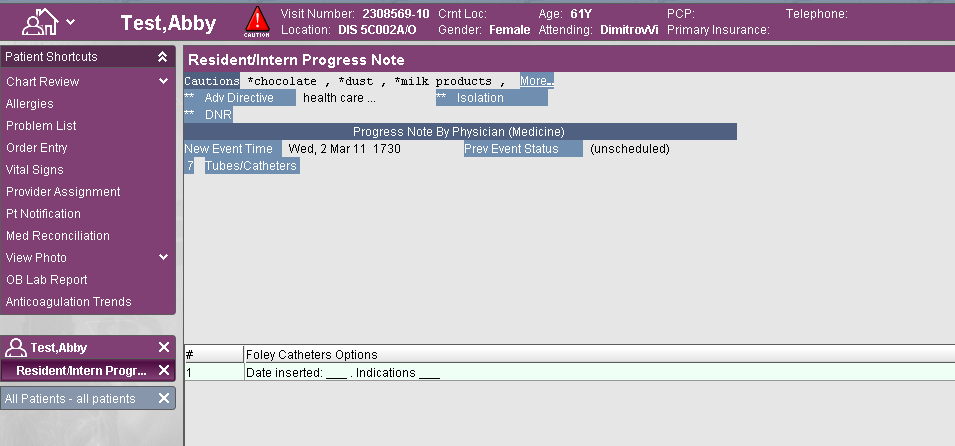 Test,Abby
CAUTION
Visit Number: 2308569-10 Crnt Loc: Age: 61Y PCP: Telephone:
Location: DIS 5C002A/O Gender: Female Attending: DimitrovVi Primary Insurance:
Patient Shortcuts
Chart Review
Allergies
Problem List
Order Entry
Vital Signs
Provider Assignment
Pt Notification
Med Reconciliation
View Photo
OB Lab Report
Anticoagulation Trends
Test,Abby
Resident/Intern Progr...
All Patients - all patients
Resident/Intern Progress Note
Cautions *chocolate , *dust , *milk products , More...
** Adv Directive health care ... ** Isolation
** DNR
Progress Note By Physician (Medicine)
New Event Time Wed, 2 Mar 11 1730 Prev Event Status (unscheduled)
7 Tubes/Catheters
# Foley Catheters Options
1 Date inserted: ___ . Indications ___